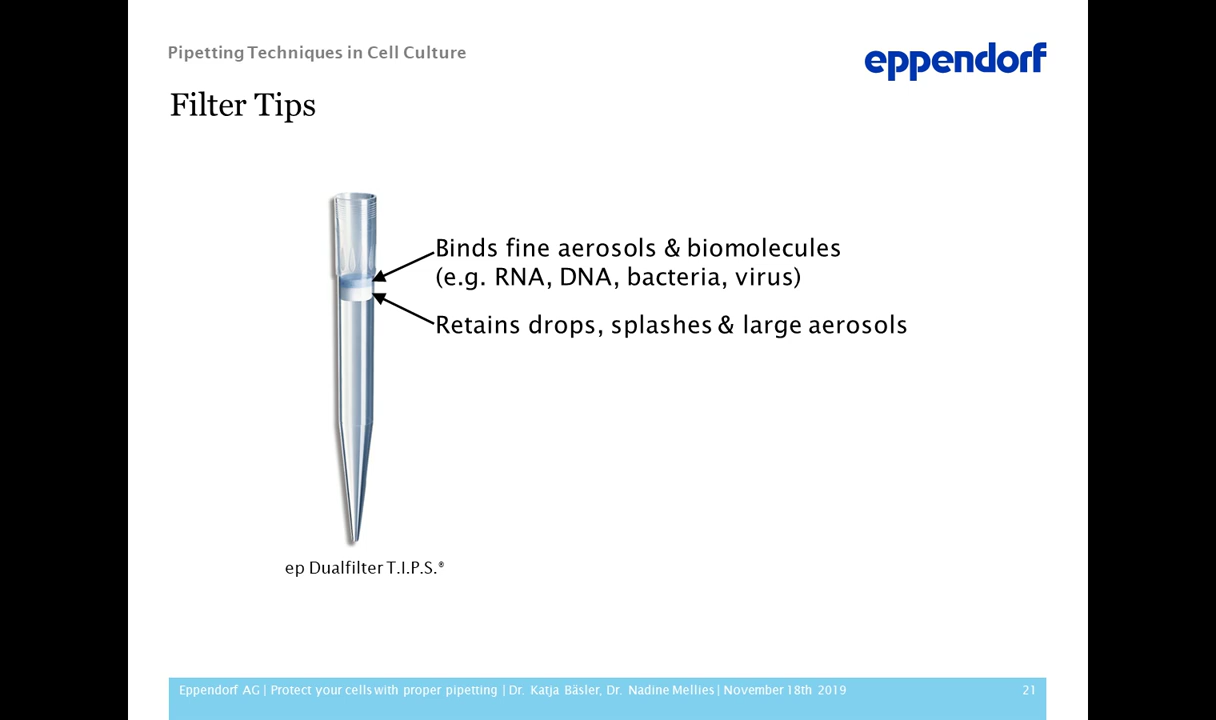 Pipetting Techniques in Cell Culture
eppendorf
Filter Tips
Binds fine aerosols & biomolecules
(e.g. RNA, DNA, bacteria, virus)
Retains drops, splashes & large aerosols
ep Dualfilter T.I.P.S.®
Eppendorf AG | Protect your cells with proper pipetting | Dr. Katja Bäsler, Dr. Nadine Mellies | November 18th 2019
21